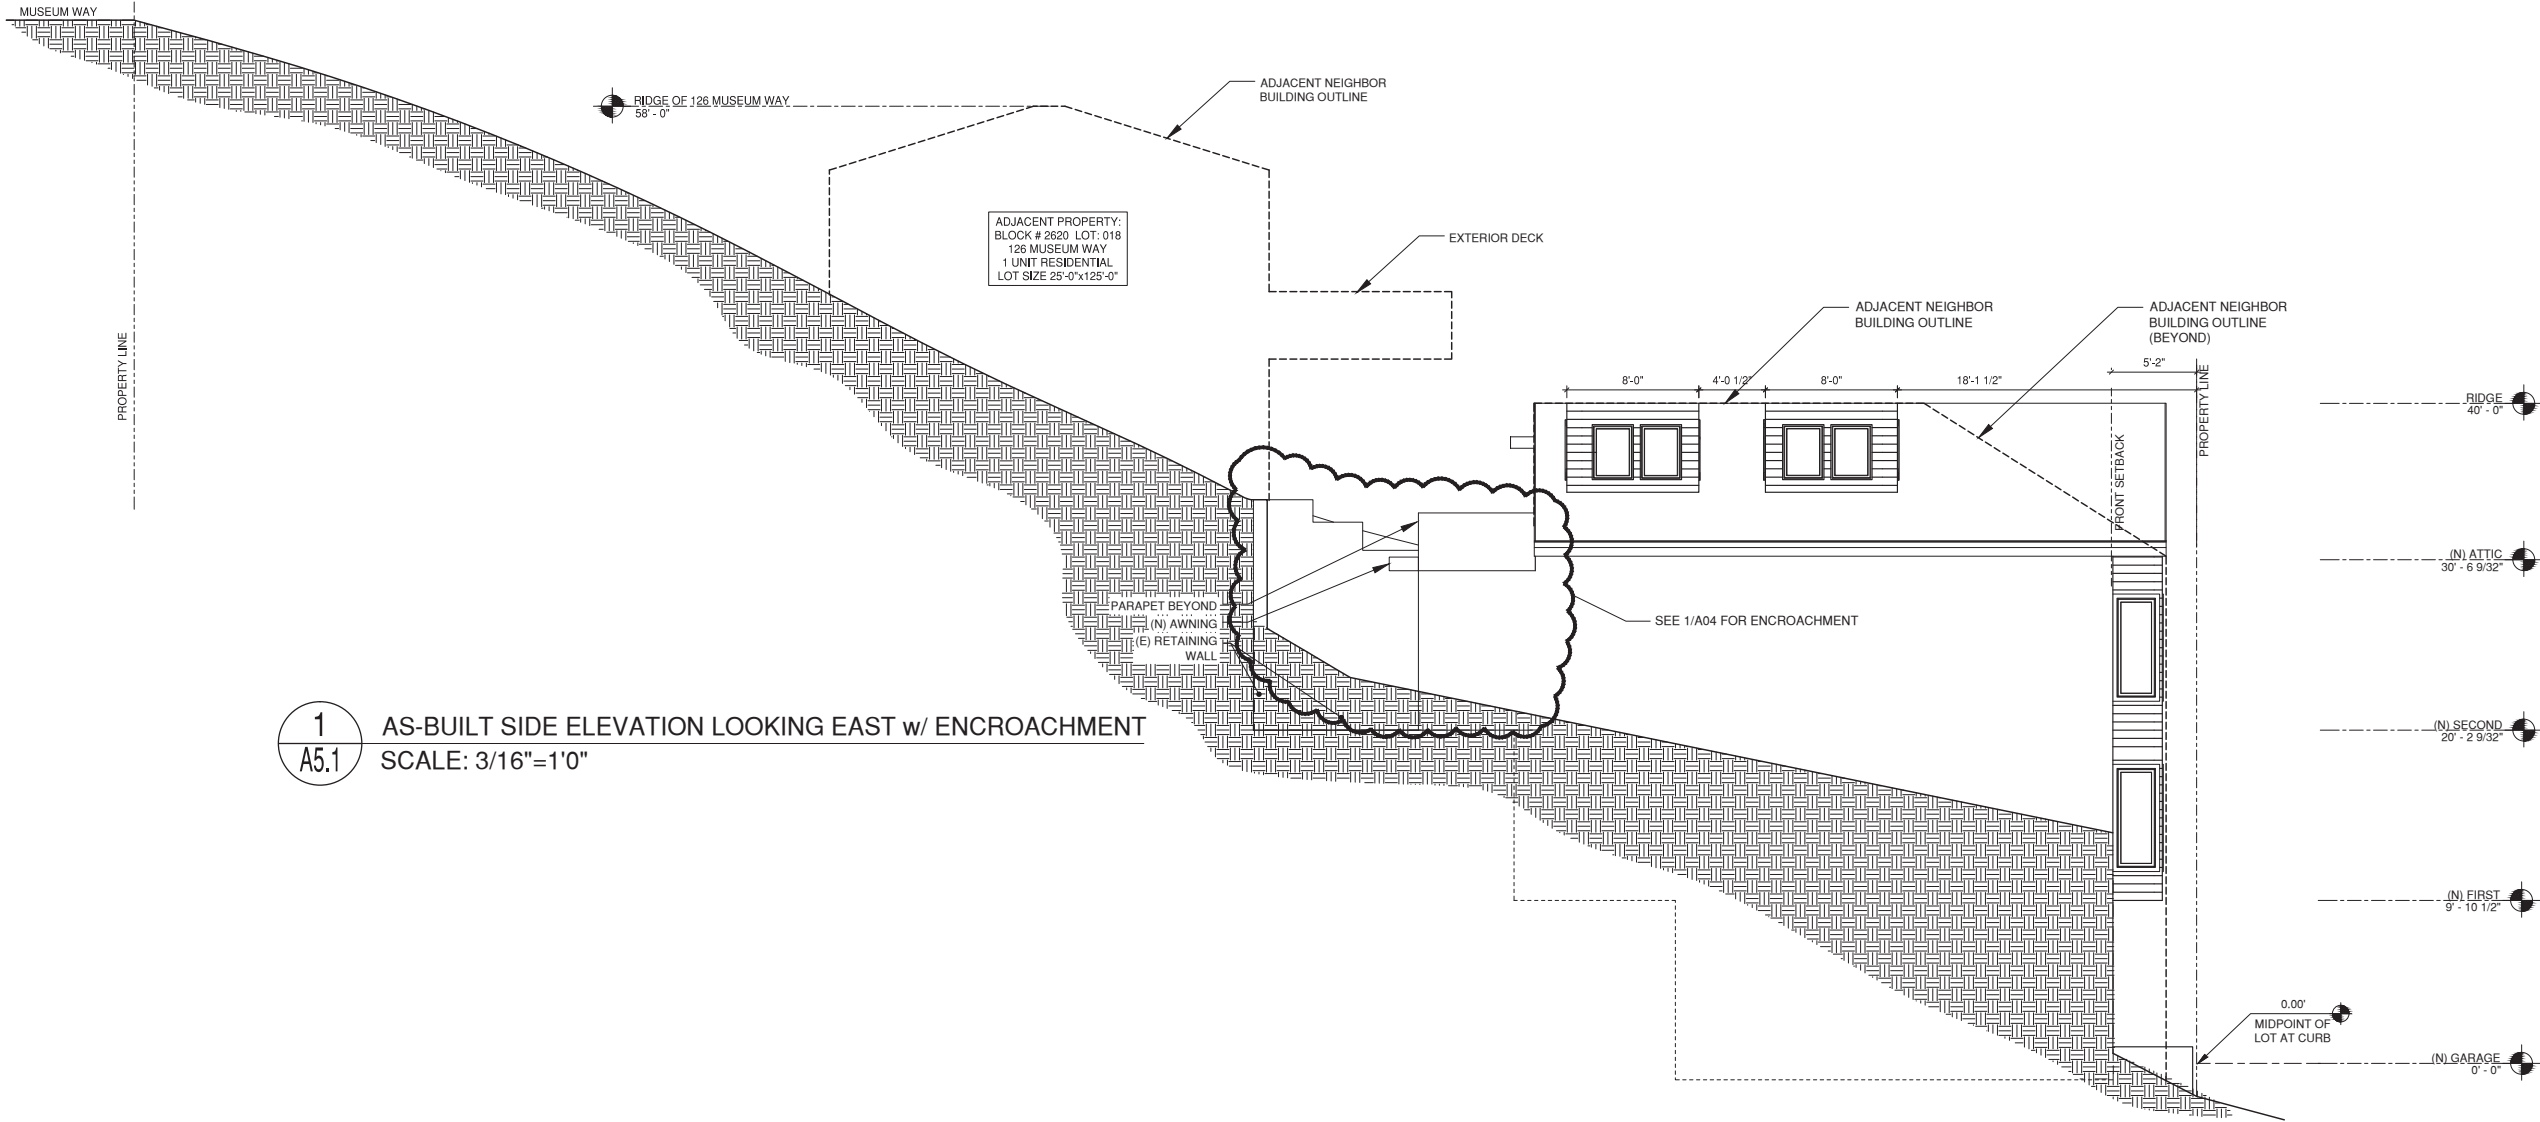 MUSEUM WAY
PROPERTY LINE
RIDGE OF 126 MUSEUM WAY
58' - 0"
ADJACENT NEIGHBOR
BUILDING OUTLINE
ADJACENT PROPERTY:
BLOCK # 2620 LOT: 018
126 MUSEUM WAY
1 UNIT RESIDENTIAL
LOT SIZE 25'-0"x125'-0"
EXTERIOR DECK
ADJACENT NEIGHBOR
BUILDING OUTLINE
ADJACENT NEIGHBOR
BUILDING OUTLINE
(BEYOND)
5'-2"
8'-0"
4'-0 1/2"
8'-0"
18'-1 1/2"
PROPERTY LINE
FRONT SETBACK
RIDGE
40' - 0"
(N) ATTIC
30' - 6 9/32"
PARAPET BEYOND
(N) AWNING
(E) RETAINING
WALL
SEE 1/A04 FOR ENCROACHMENT
(N) SECOND
20' - 2 9/32"
1
A5.1
AS-BUILT SIDE ELEVATION LOOKING EAST w/ ENCROACHMENT
SCALE: 3/16"=1'0"
(N) FIRST
9' - 10 1/2"
0.00'
MIDPOINT OF
LOT AT CURB
(N) GARAGE
0' - 0"